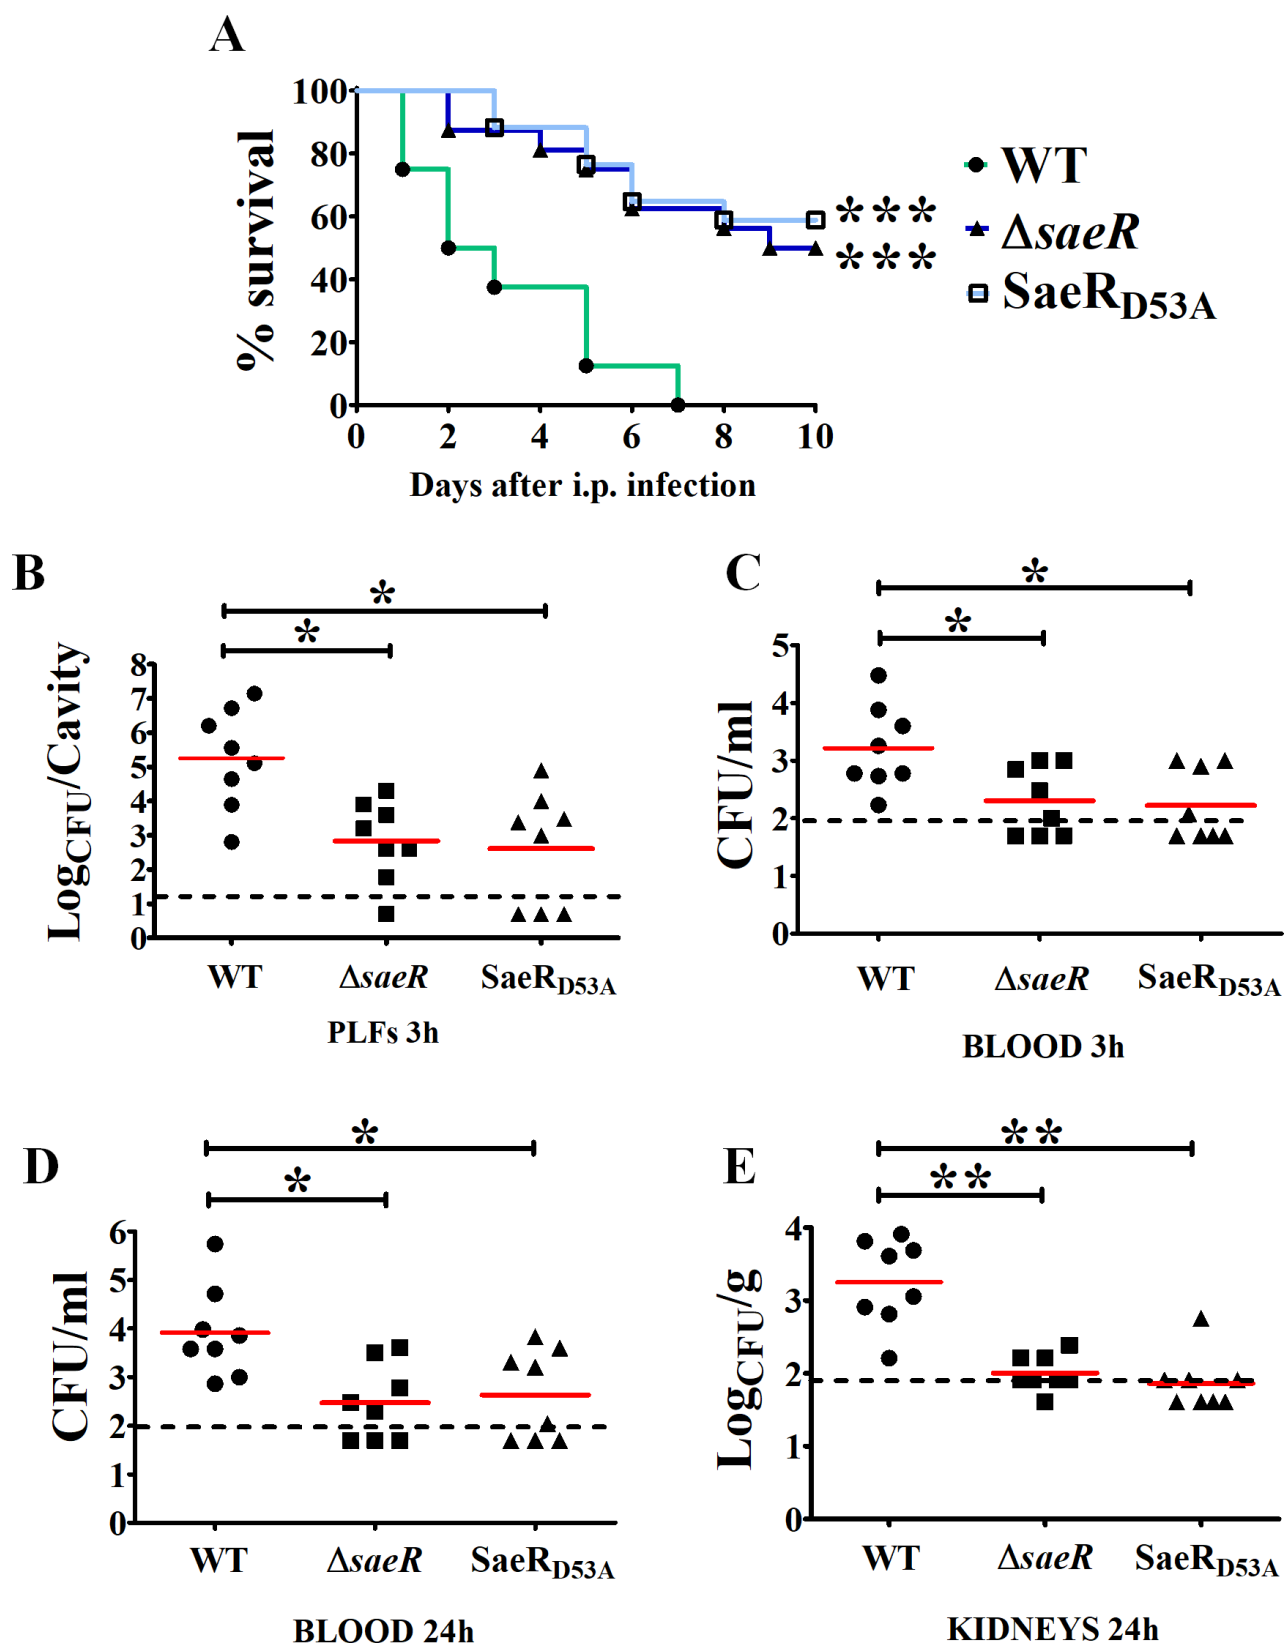 A
100
80
60
40
20
0
% survival
0 2 4 6 8 10
Days after i.p. infection
***
***
WT
ΔsaeR
SaeRD53A
B
*
*
8
7
6
5
4
3
2
1
0
LogCFU/Cavity
WT ΔsaeR SaeRD53A
PLFs 3h
C
*
*
5
4
3
2
1
0
CFU/ml
WT ΔsaeR SaeRD53A
BLOOD 3h
D
*
*
6
5
4
3
2
1
0
CFU/ml
WT ΔsaeR SaeRD53A
BLOOD 24h
E
**
**
4
3
2
1
0
LogCFU/g
WT ΔsaeR SaeRD53A
KIDNEYS 24h